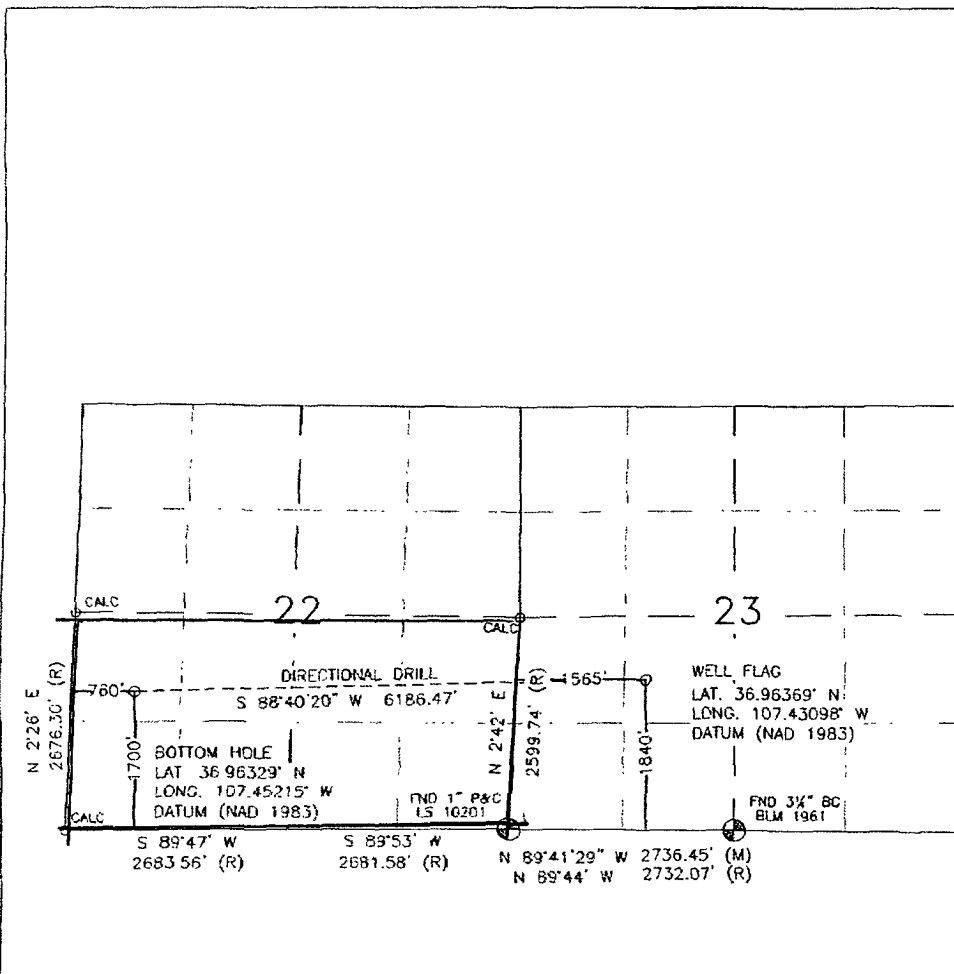 CALC
22
23
CALC
N 2°26' E
2676.30' (R)
760'
DIRECTIONAL DRILL
S 88°40'20" W 6186.47'
N 2°42' E
2599.74' (R)
1565'
WELL FLAG
LAT. 36.96369° N
LONG. 107.43098° W
DATUM (NAD 1983)
1700'
BOTTOM HOLE
LAT 36 96329° N
LONG. 107.45215° W
DATUM (NAD 1983)
1840'
FND 1" P&C
LS 10201
FND 3¼" BC
BLM 1961
CALC
S 89°47' W
2683 56' (R)
S 89°53' W
2681.58' (R)
N 89°41'29" W 2736.45' (M)
N 89°44' W 2732.07' (R)